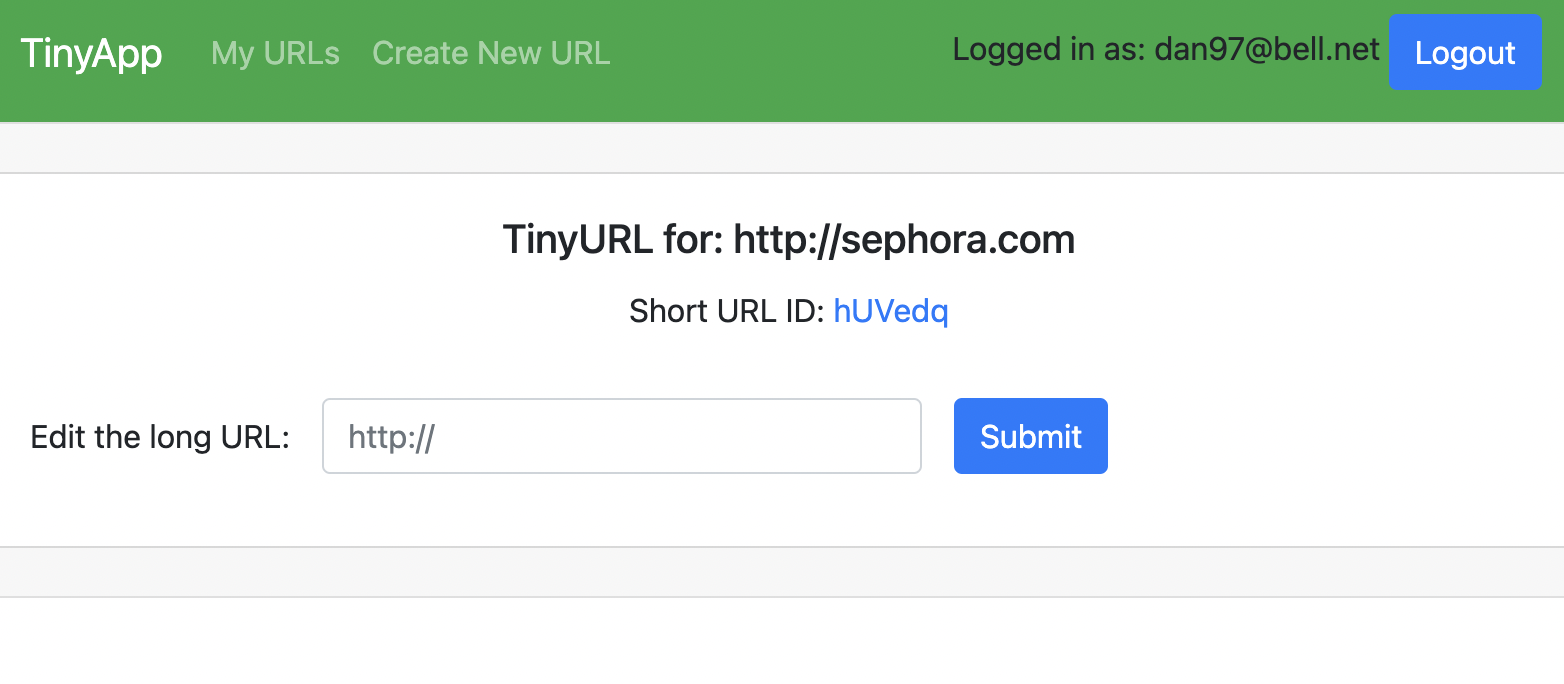 TinyApp My URLs Create New URL Logged in as: dan97@bell.net Logout
TinyURL for: http://sephora.com
Short URL ID: hUVedq
Edit the long URL: http:// Submit